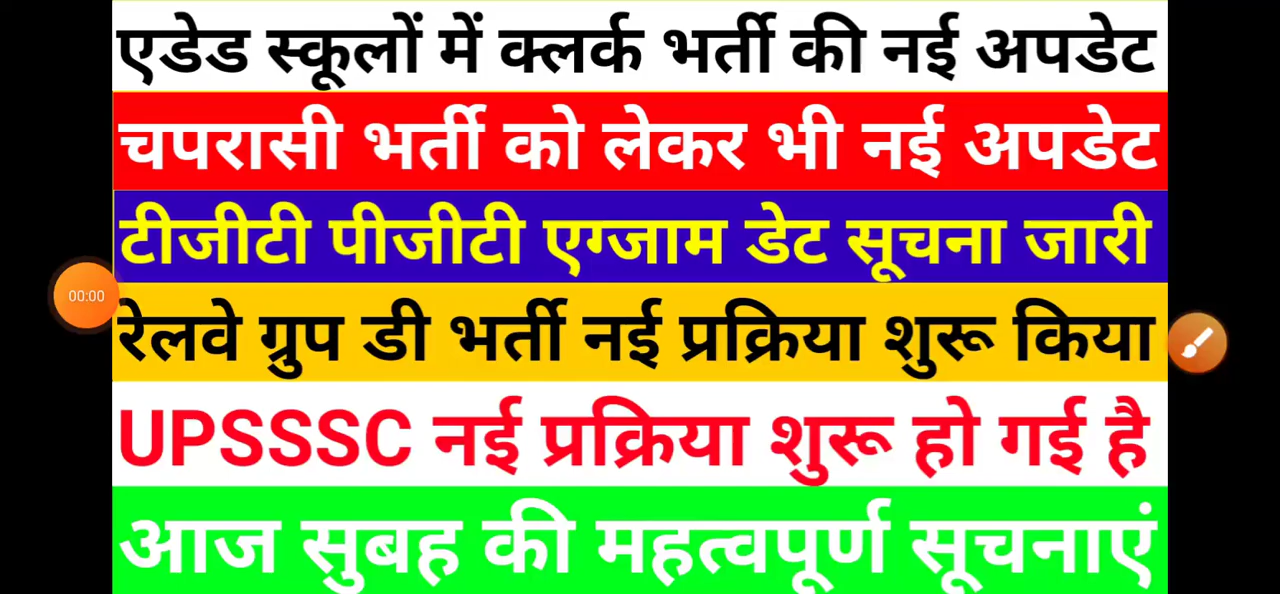 एडेड स्कूलों में क्लर्क भर्ती की नई अपडेट
चपरासी भर्ती को लेकर भी नई अपडेट
टीजीटी पीजीटी एग्जाम डेट सूचना जारी
00:00
रेलवे ग्रुप डी भर्ती नई प्रक्रिया शुरू किया
UPSSSC नई प्रक्रिया शुरू हो गई है
आज सुबह की महत्वपूर्ण सूचनाएं